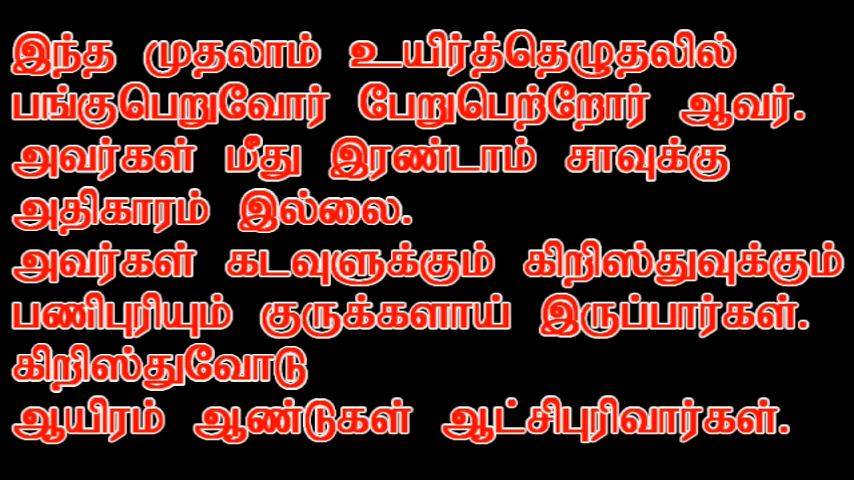 இந்த முதலாம் உயிர்த்தெழுதலில்
பங்குபெறுவோர் பேறுபெற்றோர் ஆவர்.
அவர்கள் மீது இரண்டாம் சாவுக்கு
அதிகாரம் இல்லை.
அவர்கள் கடவுளுக்கும் கிறிஸ்துவுக்கும்
பணிபுரியும் குருக்களாய் இருப்பார்கள்.
கிறிஸ்துவோடு
ஆயிரம் ஆண்டுகள் ஆட்சிபுரிவார்கள்.